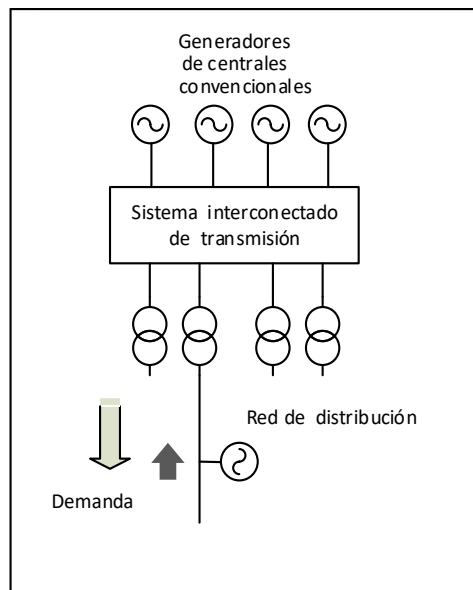 Generadores
de centrales
convencionales
Sistema interconectado
de transmisión
Red de distribución
Demanda